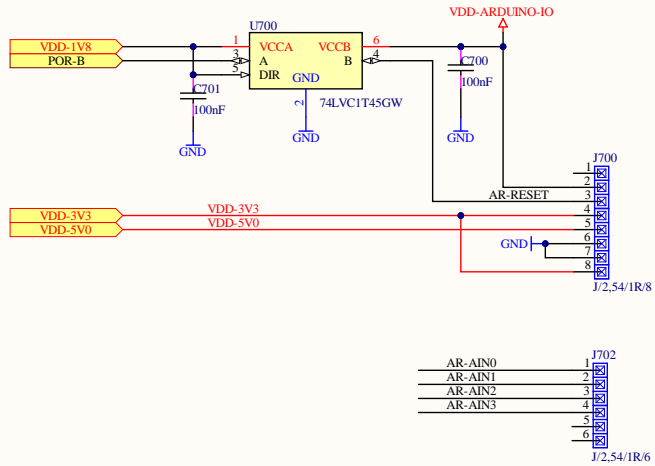 VDD-ARDUINO-IO
U700
VDD-1V8
1
VCCA
VCCB
6
POR-B
3
A
B
4
5
DIR
GND
C701
100nF
2
74LVC1T45GW
C700
100nF
GND
GND
GND
J700
1
2
AR-RESET
3
VDD-3V3
VDD-3V3
4
VDD-5V0
VDD-5V0
5
GND
6
7
8
J/2,54/1R/8
J702
AR-AIN0
1
AR-AIN1
2
AR-AIN2
3
AR-AIN3
4
5
6
J/2,54/1R/6